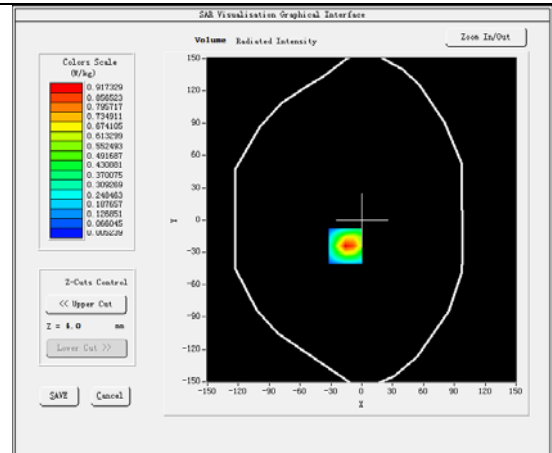 SAR Visualisation Graphical Interface
Volume Radiated Intensity
Zoom In/Out
Colors Scale
(W/kg)
0.917329
0.856523
0.795717
0.734911
0.674105
0.613299
0.552493
0.491687
0.430881
0.370075
0.309269
0.248463
0.187657
0.126851
0.066045
0.005239
Z-Cuts Control
<< Upper Cut
Z = 4.0 mm
Lower Cut >>
SAVE
Cancel
150
120
90
60
30
0
-30
-60
-90
-120
-150
Y
-150 -120 -90 -60 -30 0 30 60 90 120 150
X